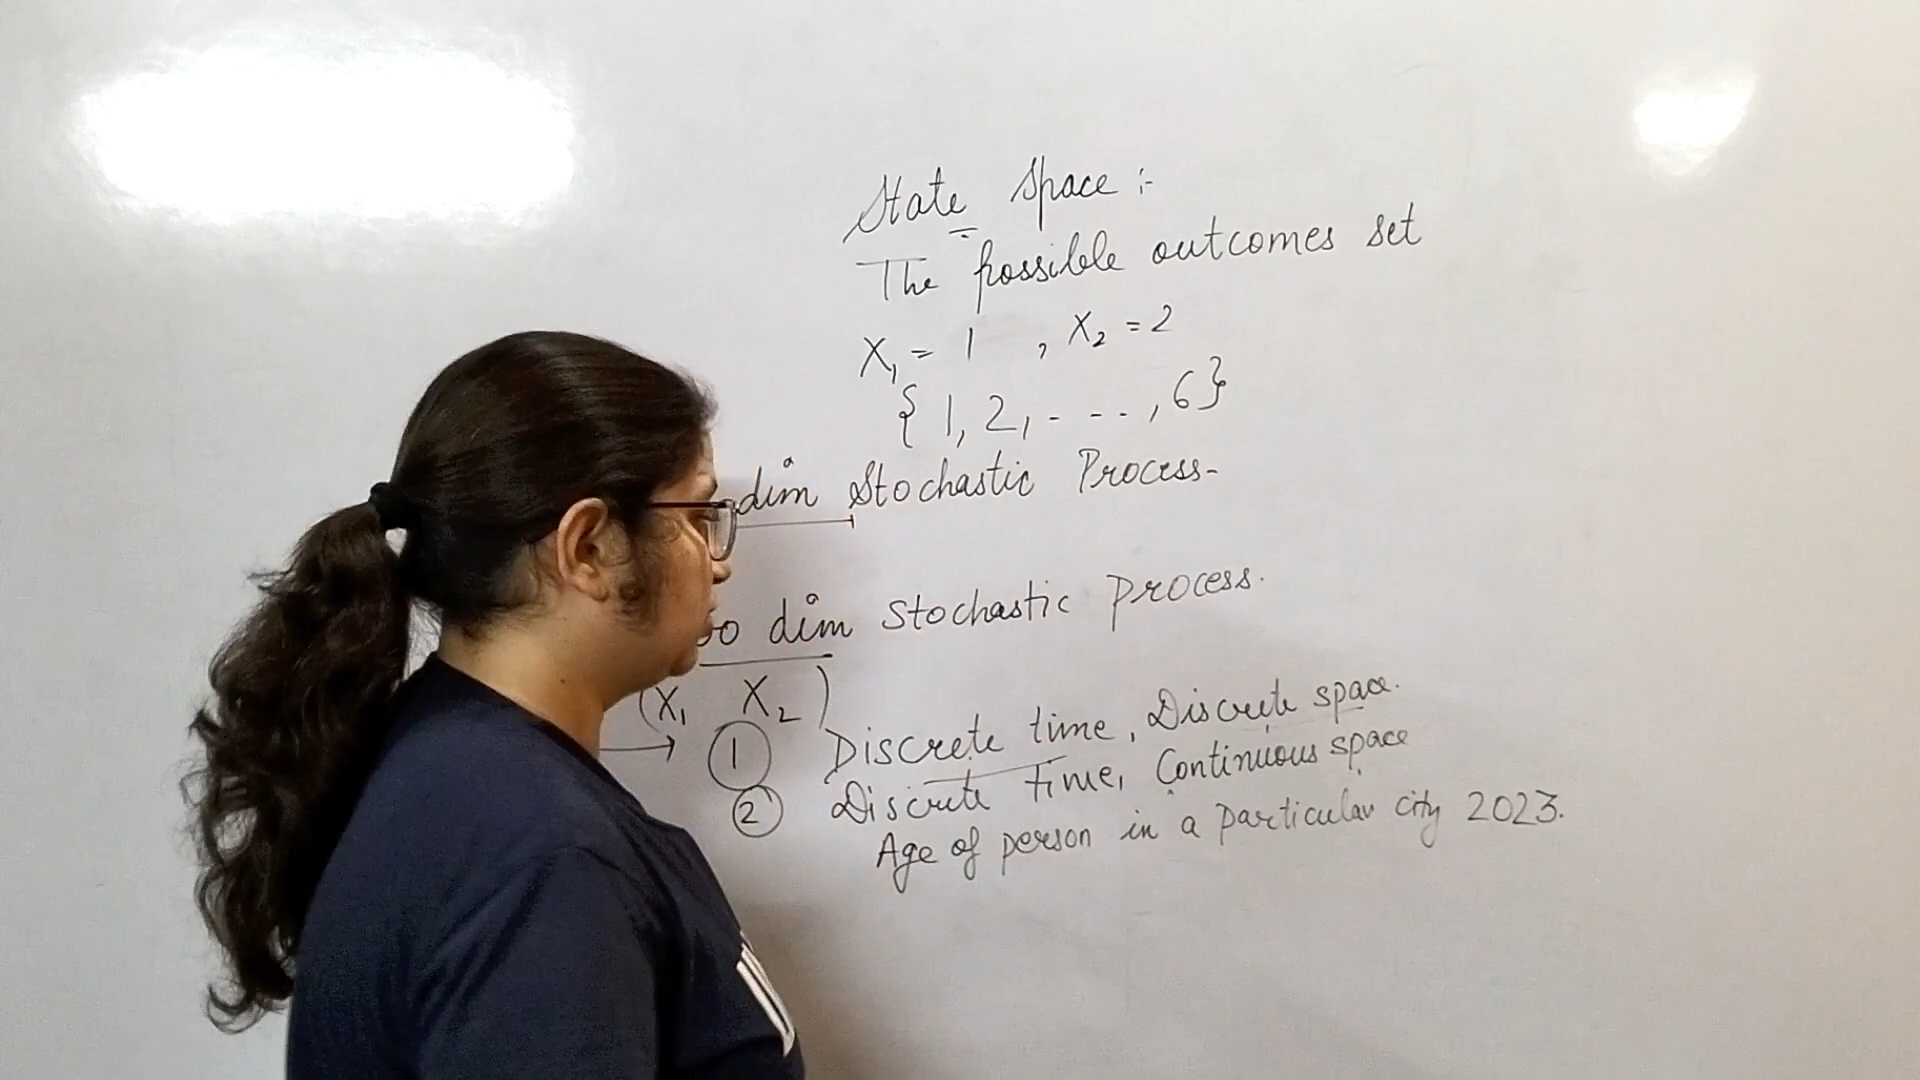 State Space :-
The possible outcomes set
X₁ = 1 , X₂ = 2
{ 1, 2, - - - . , 6 }
dim Stochastic Process-
dim Stochastic Process.
(X₁ X₂)
→ ① Discrete time, Discrete space.
② Discrete time, Continuous space
Age of person in a particular city 2023.